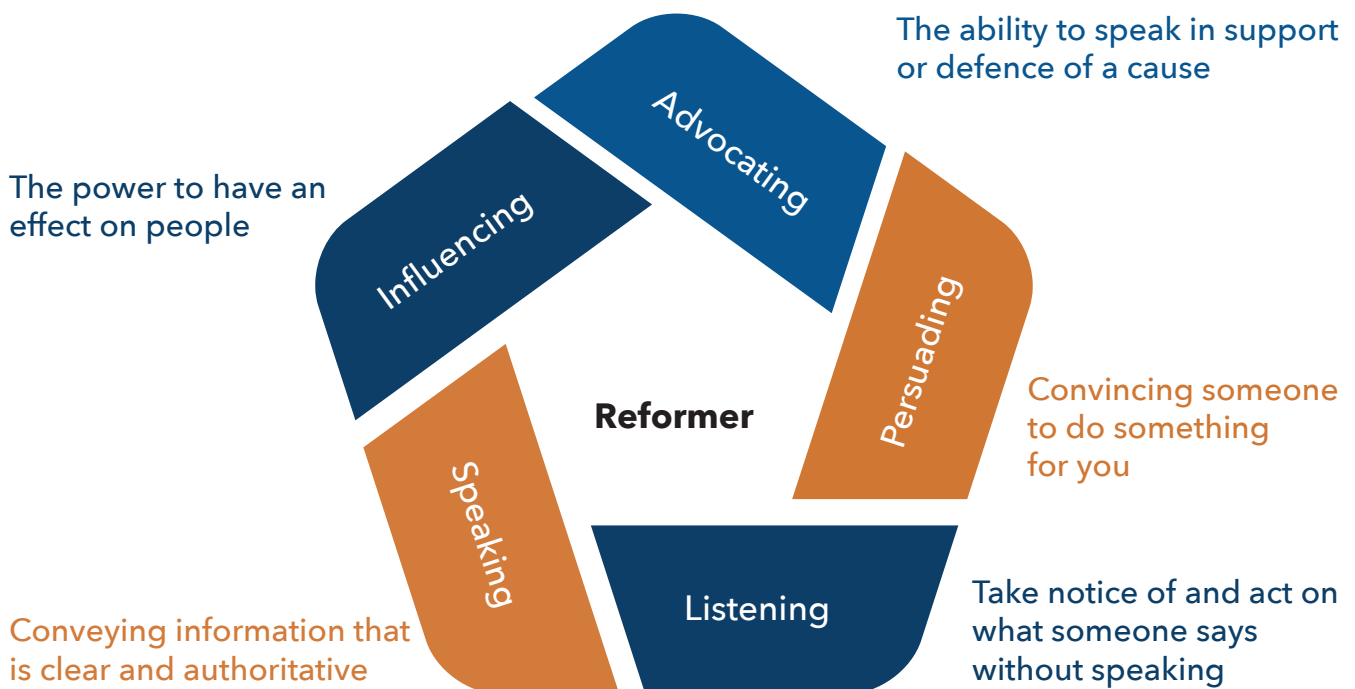 The ability to speak in support
or defence of a cause
Advocating
The power to have an
effect on people
Influencing
Persuading
Convincing someone
to do something
for you
Reformer
Speaking
Conveying information that
is clear and authoritative
Listening
Take notice of and act on
what someone says
without speaking